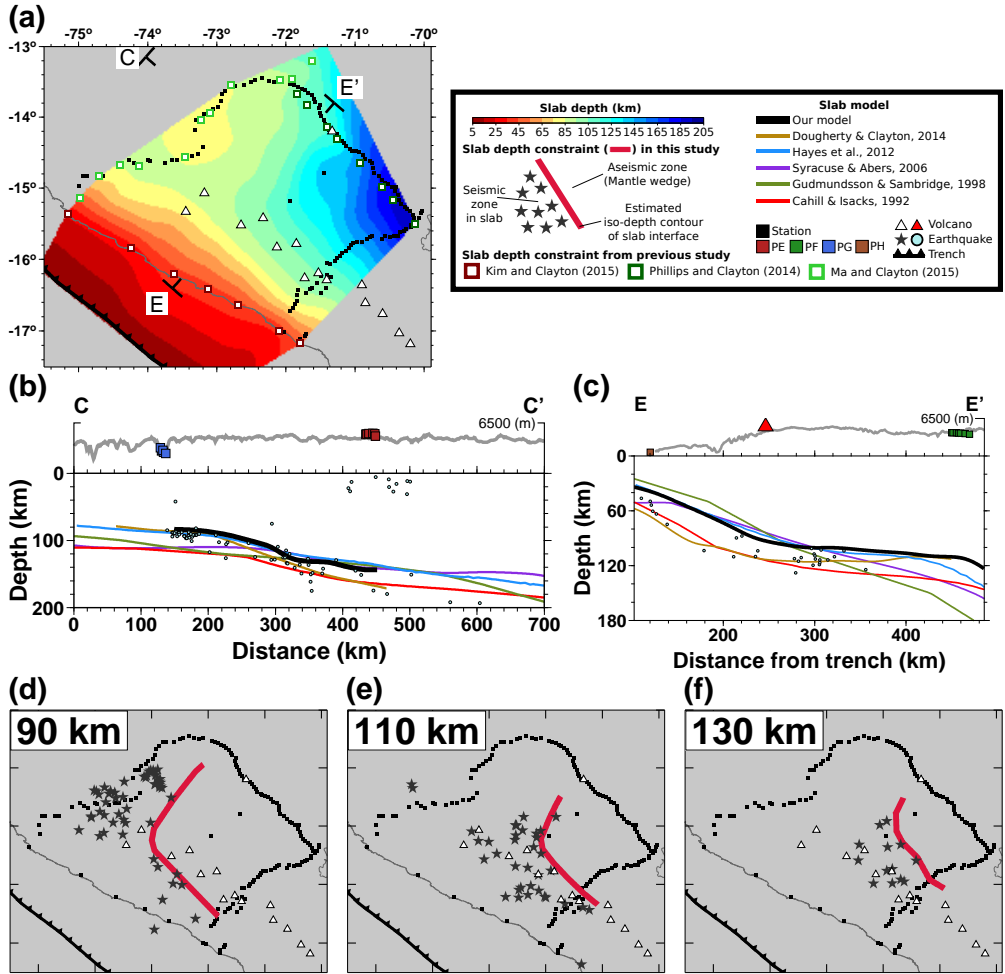 (a)
-75° -74° -73° -72° -71° -70°
-13°
-14°
-15°
-16°
-17°
C
E'
E
Slab depth (km)
5 25 45 65 85 105 125 145 165 185 205
Slab depth constraint ( ) in this study
Seismic
zone
in slab
Aseismic zone
(Mantle wedge)
Estimated
iso-depth contour
of slab interface
Slab model
Our model
Dougherty & Clayton, 2014
Hayes et al., 2012
Syracuse & Abers, 2006
Gudmundsson & Sambridge, 1998
Cahill & Isacks, 1992
Station
PE PF PG PH
Volcano
Earthquake
Trench
Slab depth constraint from previous study
Kim and Clayton (2015) Phillips and Clayton (2014) Ma and Clayton (2015)
(b)
C C'
6500 (m)
0
100
200
Depth (km)
0 100 200 300 400 500 600 700
Distance (km)
(c)
E E'
6500 (m)
0
60
120
180
Depth (km)
200 300 400
Distance from trench (km)
(d)
90 km
(e)
110 km
(f)
130 km